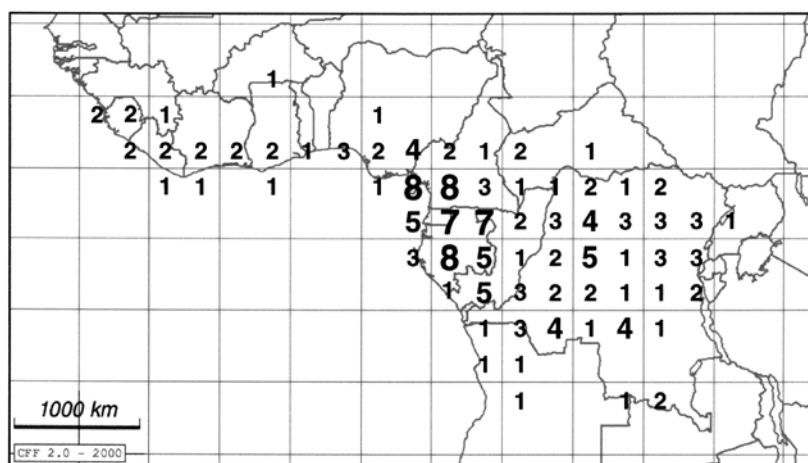 1
2 2 1 1
2 2 2 2 2 1 3 2 4 2 1 2 1
1 1 1 1 8 8 3 1 1 2 1 2
5 7 7 2 3 4 3 3 3 1
3 8 5 1 2 5 1 3 3
1 5 3 2 2 1 1 2
1 3 4 1 4 1
1 1
1 1 2
1000 km
CFF 2.0 - 2000